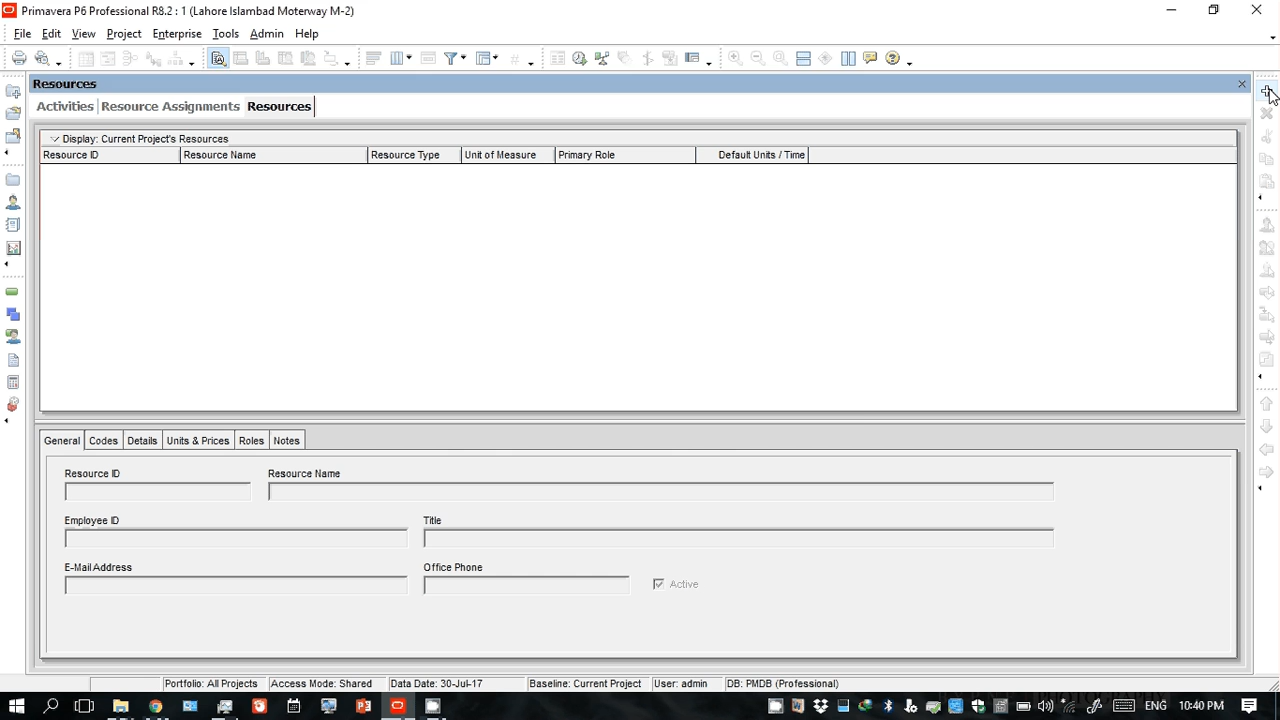 Primavera P6 Professional R8.2 : 1 (Lahore Islambad Moterway M-2)
File Edit View Project Enterprise Tools Admin Help
Resources
Activities Resource Assignments Resources
Display: Current Project's Resources
Resource ID Resource Name Resource Type Unit of Measure Primary Role Default Units / Time
General Codes Details Units & Prices Roles Notes
Resource ID Resource Name
Employee ID Title
E-Mail Address Office Phone
Active
Portfolio: All Projects Access Mode: Shared Data Date: 30-Jul-17 Baseline: Current Project User: admin DB: PMDB (Professional)
ENG 10:40 PM